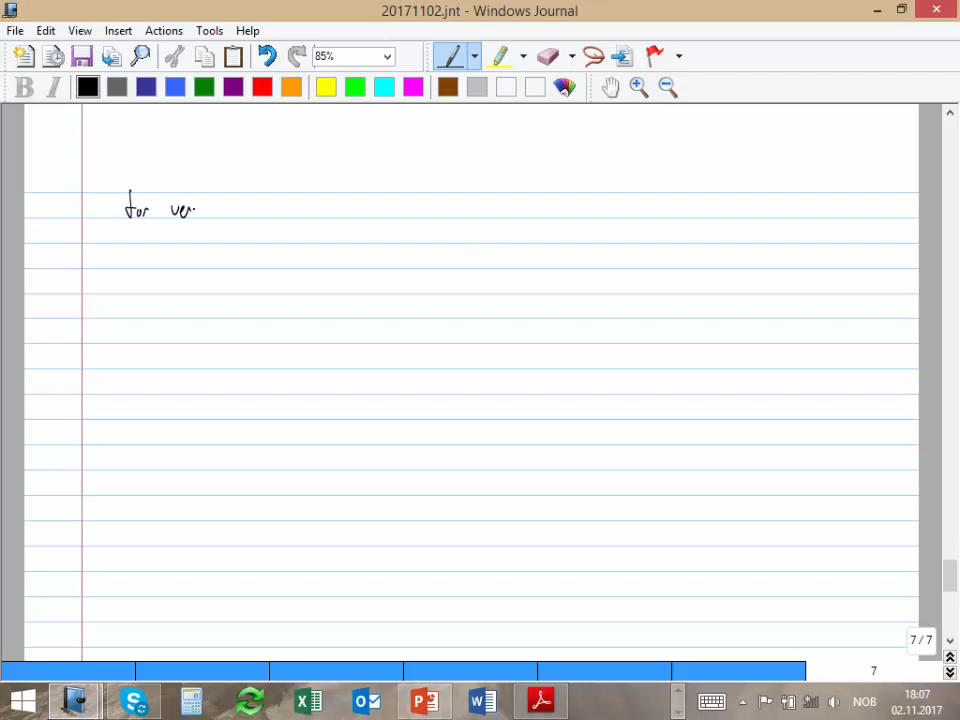 20171102.jnt - Windows Journal
File Edit View Insert Actions Tools Help
85%
B I
for ver
7 / 7
7
NOB
18:07
02.11.2017